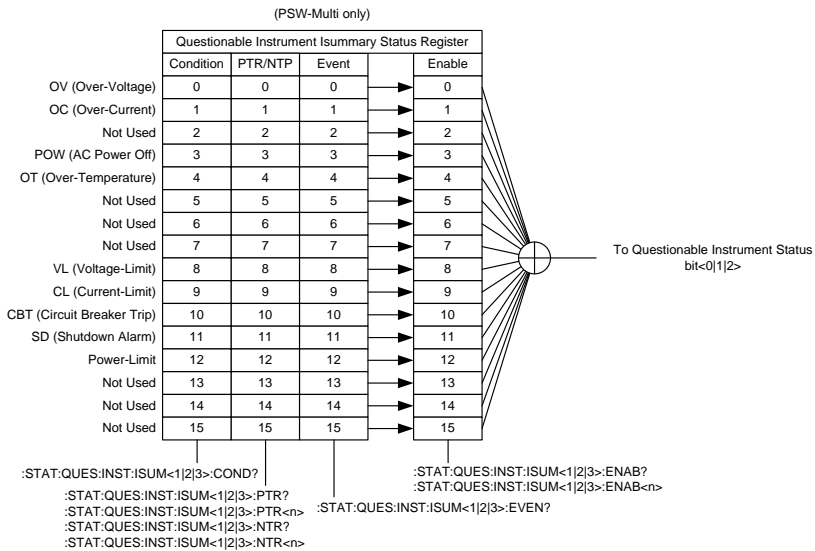 (PSW-Multi only)
Questionable Instrument Isummary Status Register
Condition PTR/NTP Event Enable
OV (Over-Voltage) 0 0 0 0
OC (Over-Current) 1 1 1 1
Not Used 2 2 2 2
POW (AC Power Off) 3 3 3 3
OT (Over-Temperature) 4 4 4 4
Not Used 5 5 5 5
Not Used 6 6 6 6
Not Used 7 7 7 7
VL (Voltage-Limit) 8 8 8 8
CL (Current-Limit) 9 9 9 9
CBT (Circuit Breaker Trip) 10 10 10 10
SD (Shutdown Alarm) 11 11 11 11
Power-Limit 12 12 12 12
Not Used 13 13 13 13
Not Used 14 14 14 14
Not Used 15 15 15 15
To Questionable Instrument Status
bit<0|1|2>
:STAT:QUES:INST:ISUM<1|2|3>:COND?
:STAT:QUES:INST:ISUM<1|2|3>:PTR?
:STAT:QUES:INST:ISUM<1|2|3>:PTR<n>
:STAT:QUES:INST:ISUM<1|2|3>:NTR?
:STAT:QUES:INST:ISUM<1|2|3>:NTR<n>
:STAT:QUES:INST:ISUM<1|2|3>:EVEN?
:STAT:QUES:INST:ISUM<1|2|3>:ENAB?
:STAT:QUES:INST:ISUM<1|2|3>:ENAB<n>